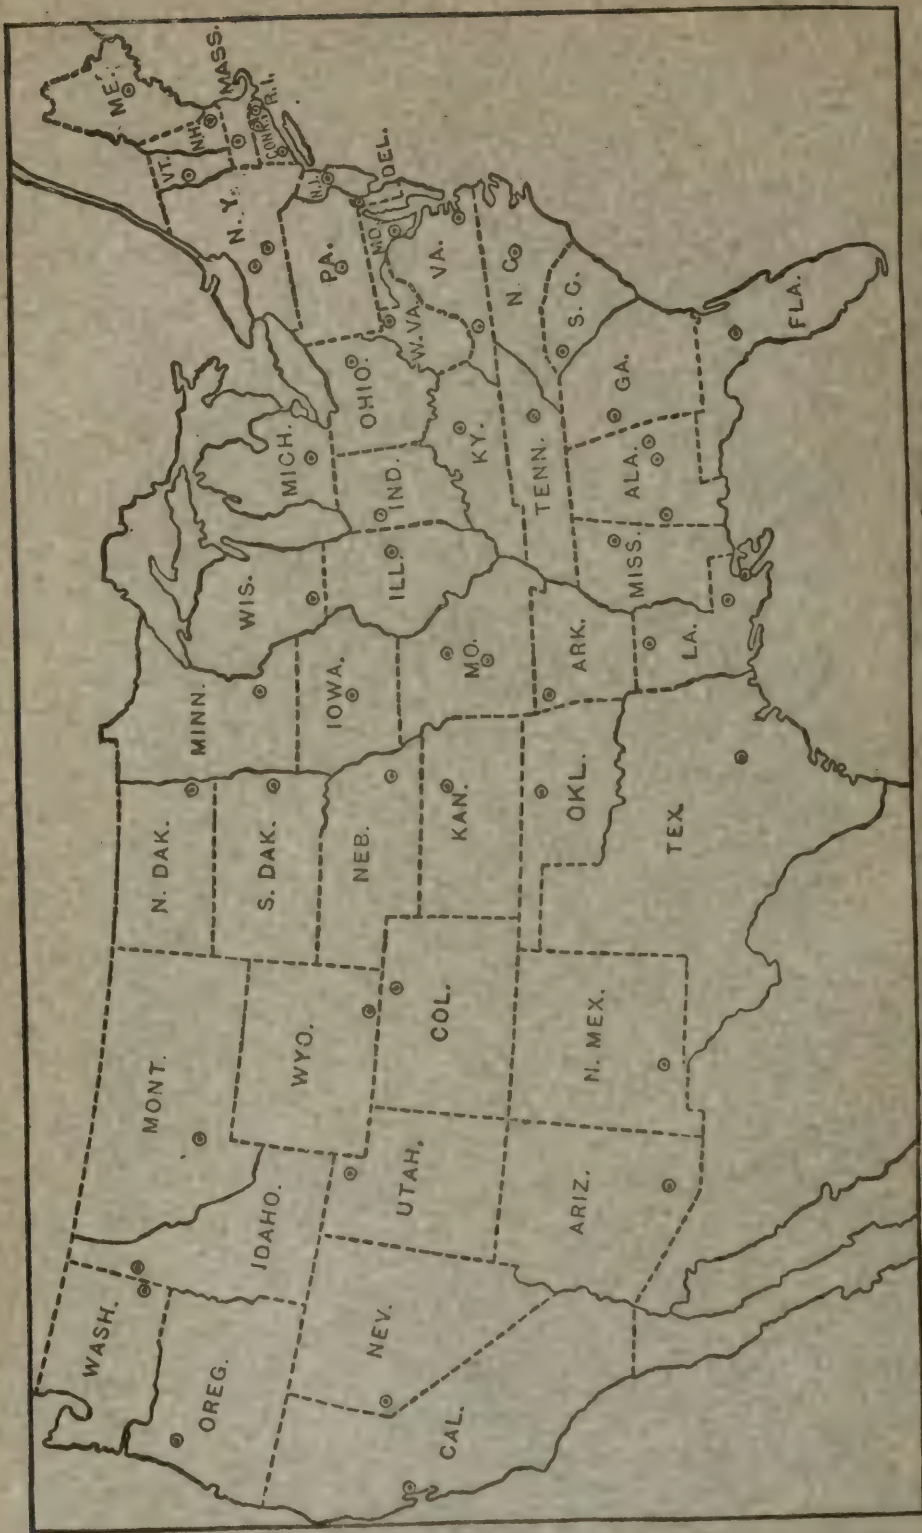 WASH.
OREG.
CAL.
NEV.
IDAHO.
MONT.
WYO.
UTAH.
ARIZ.
COL.
N. MEX.
N. DAK.
S. DAK.
NEB.
KAN.
OKL.
TEX.
MINN.
IOWA.
MO.
ARK.
LA.
WIS.
ILL.
MICH.
IND.
OHIO.
KY.
TENN.
MISS.
ALA.
GA.
FLA.
S. C.
N. C.
VA.
W. VA.
MD.
DEL.
PA.
N.J.
N. Y.
CONN.
R.I.
MASS.
VT.
N.H.
ME.